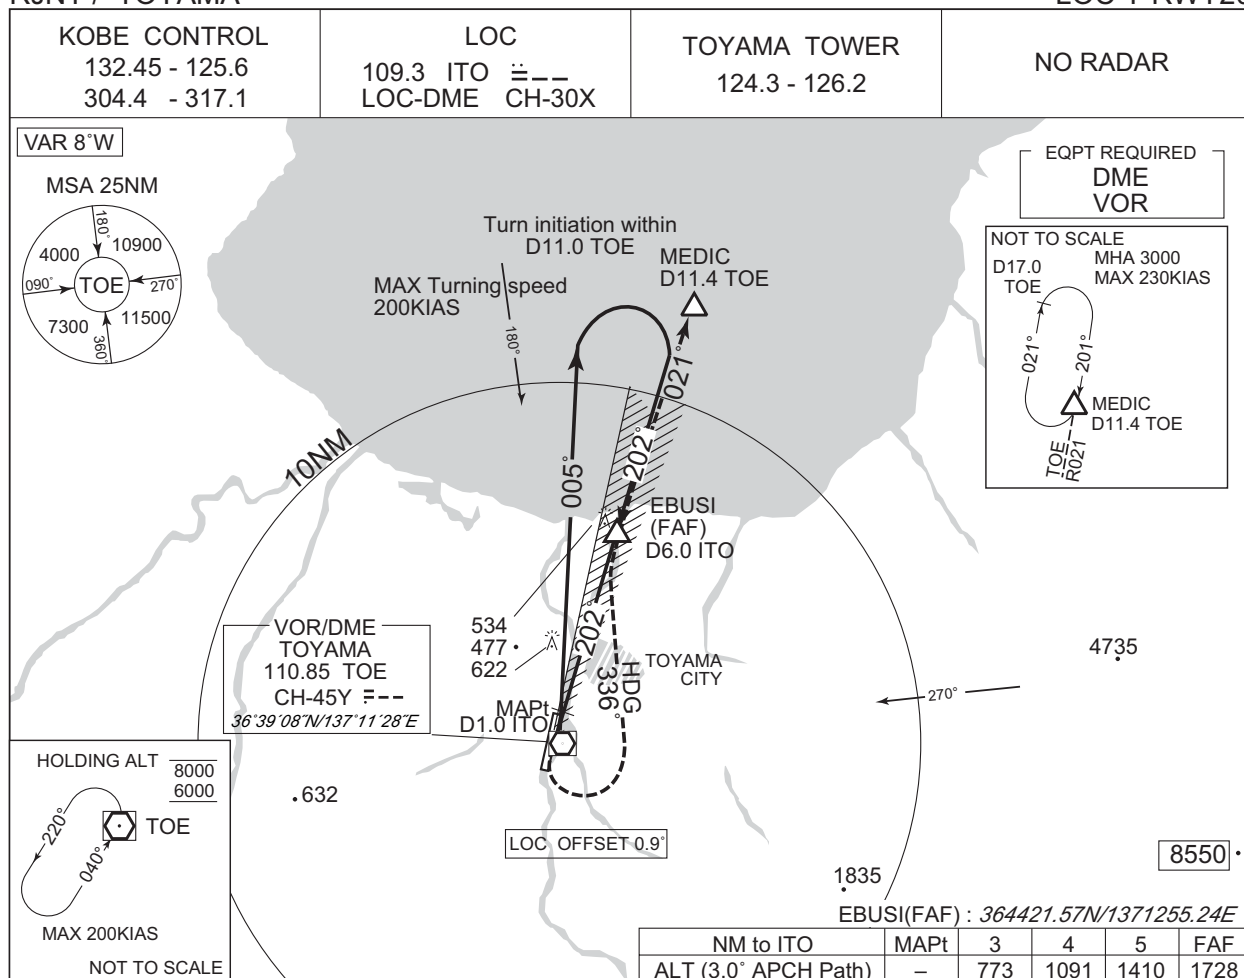 KOBE CONTROL
132.45 - 125.6
304.4 - 317.1
LOC
109.3 ITO
LOC-DME CH-30X
TOYAMA TOWER
124.3 - 126.2
NO RADAR
VAR 8°W
MSA 25NM
180°
4000
10900
090°
TOE
270°
7300
11500
360°
Turn initiation within
D11.0 TOE
MAX Turning speed
200KIAS
180°
MEDIC
D11.4 TOE
EQPT REQUIRED
DME
VOR
NOT TO SCALE
D17.0
TOE
MHA 3000
MAX 230KIAS
021°
201°
MEDIC
D11.4 TOE
TOE
R021
10NM
005°
021°
202°
EBUSI
(FAF)
D6.0 ITO
202°
HDG
336°
534
477
622
TOYAMA
CITY
VOR/DME
TOYAMA
110.85 TOE
CH-45Y
36°39'08"N/137°11'28"E
MAPt
D1.0 ITO
4735
270°
HOLDING ALT
8000
6000
220°
040°
TOE
MAX 200KIAS
NOT TO SCALE
632
LOC OFFSET 0.9°
8550
1835
EBUSI(FAF) : 364421.57N/1371255.24E
NM to ITO MAPt 3 4 5 FAF
ALT (3.0° APCH Path) – 773 1091 1410 1728